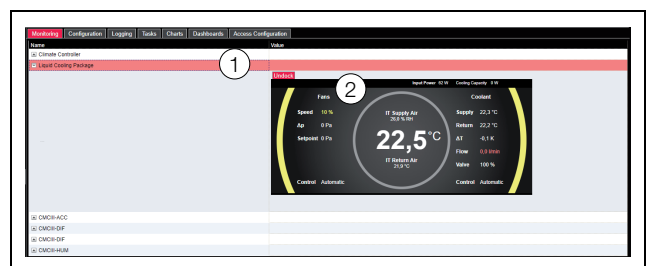 Monitoring Configuration Logging Tasks Charts Dashboards Access Configuration
Name Value
Climate Controller
Liquid Cooling Package
1
Undock
2
Input Power 92 W Cooling Capacity 0 W
Fans
Coolant
Speed 10 %
Δp 0 Pa
Setpoint 0 Pa
Control Automatic
IT Supply Air
28,8 % RH
22,5 °C
IT Return Air
21,9 °C
Supply 22,3 °C
Return 22,2 °C
ΔT -0,1 K
Flow 0,0 l/min
Valve 100 %
Control Automatic
CMCIII-ACC
CMCIII-DIF
CMCIII-DIF
CMCIII-HUM